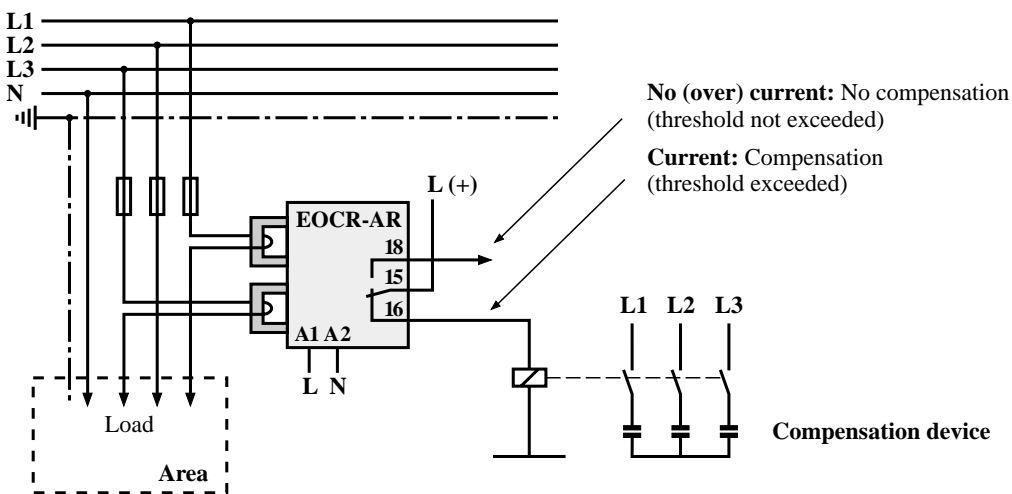 L1
L2
L3
N
No (over) current: No compensation
(threshold not exceeded)
Current: Compensation
(threshold exceeded)
L (+)
EOCR-AR
18
15
16
A1 A2
L N
L1 L2 L3
Load
Area
Compensation device